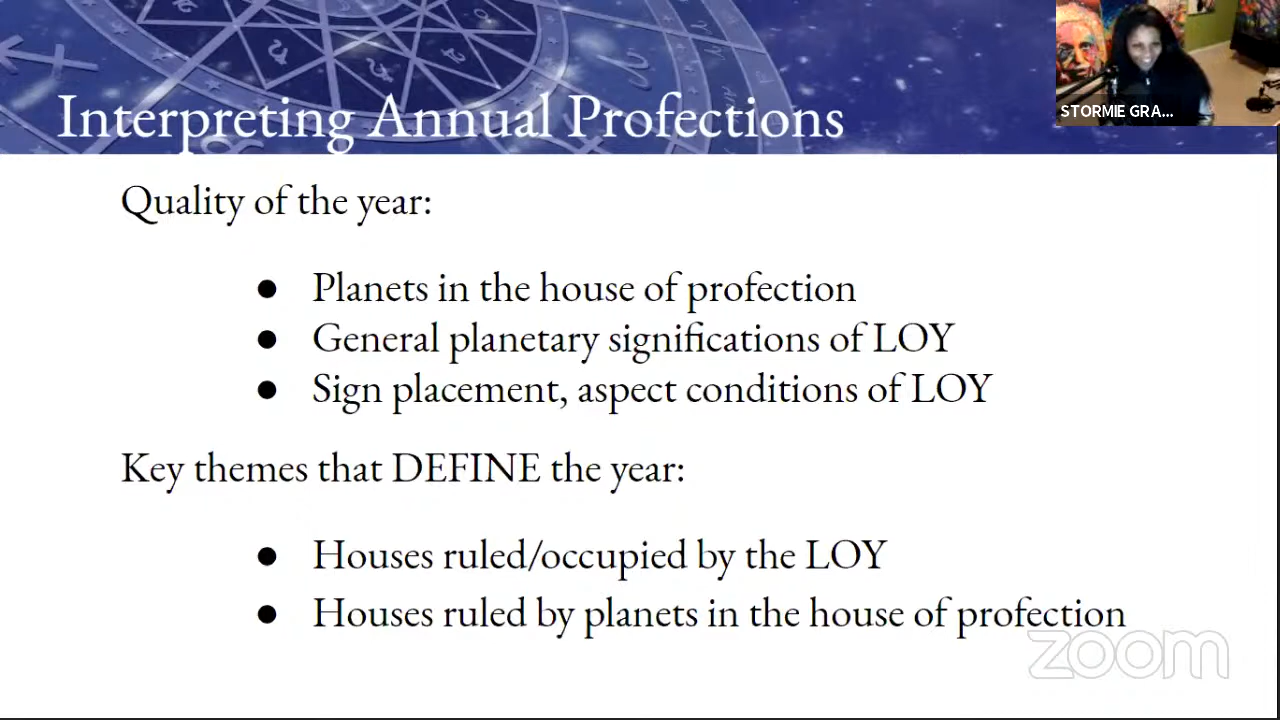 STORMIE GRA...
Interpreting Annual Profections
Quality of the year:
● Planets in the house of profection
● General planetary significations of LOY
● Sign placement, aspect conditions of LOY
Key themes that DEFINE the year:
● Houses ruled/occupied by the LOY
● Houses ruled by planets in the house of profection
zoom